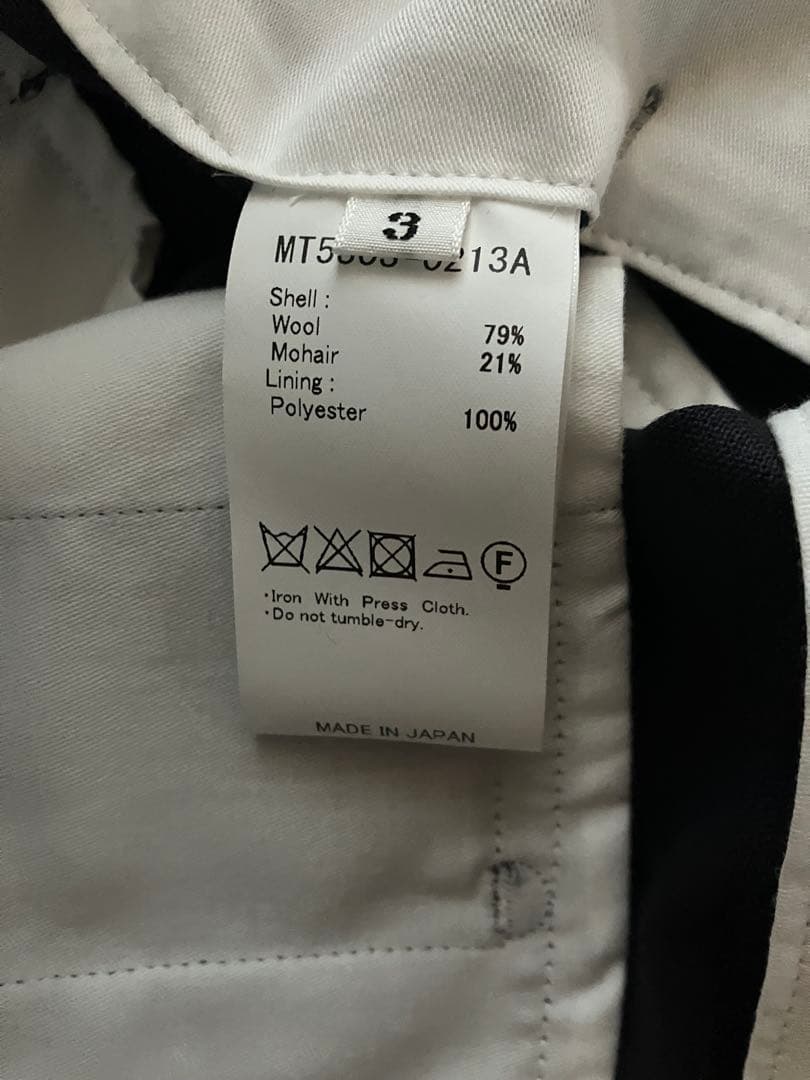 3
213A
Shell :
Wool 79%
Mohair 21%
Lining :
Polyester 100%
F
·Iron With Press Cloth.
·Do not tumble-dry.
MADE IN JAPAN